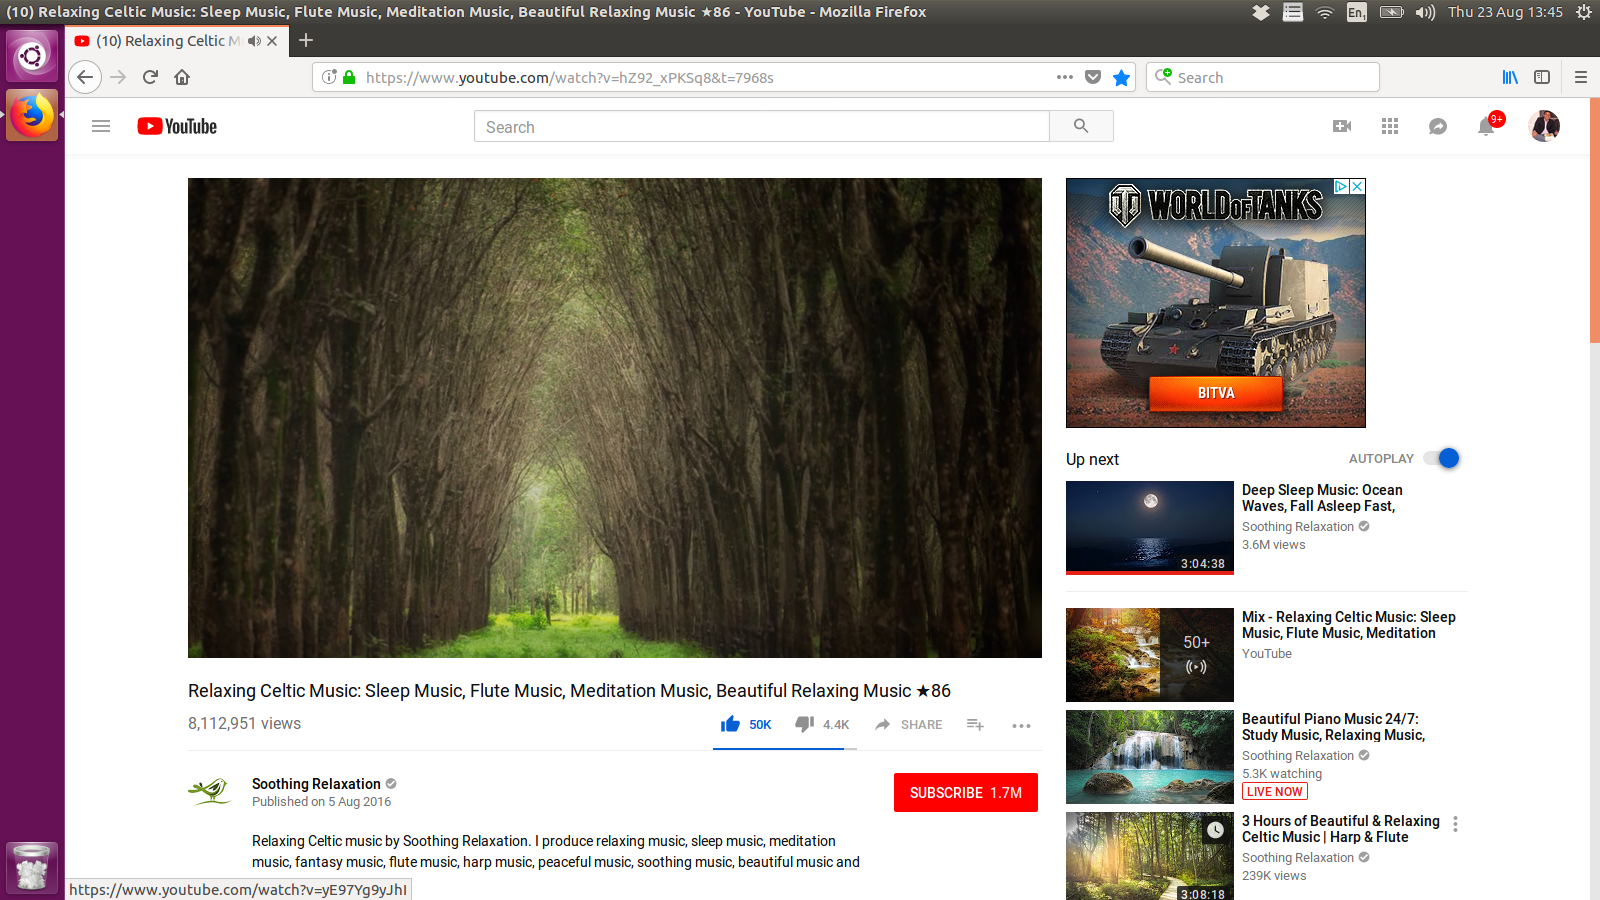 (10) Relaxing Celtic Music: Sleep Music, Flute Music, Meditation Music, Beautiful Relaxing Music ★86 - YouTube - Mozilla Firefox
En1
Thu 23 Aug 13:45
(10) Relaxing Celtic M
https://www.youtube.com/watch?v=hZ92_xPKSq8&t=7968s
Search
YouTube
Search
9+
WORLD OF TANKS
BITVA
Up next
AUTOPLAY
Deep Sleep Music: Ocean
Waves, Fall Asleep Fast,
Soothing Relaxation
3.6M views
3:04:38
Mix - Relaxing Celtic Music: Sleep
Music, Flute Music, Meditation
YouTube
50+
Beautiful Piano Music 24/7:
Study Music, Relaxing Music,
Soothing Relaxation
5.3K watching
LIVE NOW
3 Hours of Beautiful & Relaxing
Celtic Music | Harp & Flute
Soothing Relaxation
239K views
3:08:18
Relaxing Celtic Music: Sleep Music, Flute Music, Meditation Music, Beautiful Relaxing Music ★86
8,112,951 views
50K
4.4K
SHARE
Soothing Relaxation
Published on 5 Aug 2016
SUBSCRIBE 1.7M
Relaxing Celtic music by Soothing Relaxation. I produce relaxing music, sleep music, meditation
music, fantasy music, flute music, harp music, peaceful music, soothing music, beautiful music and
https://www.youtube.com/watch?v=yE97Yg9yJhI